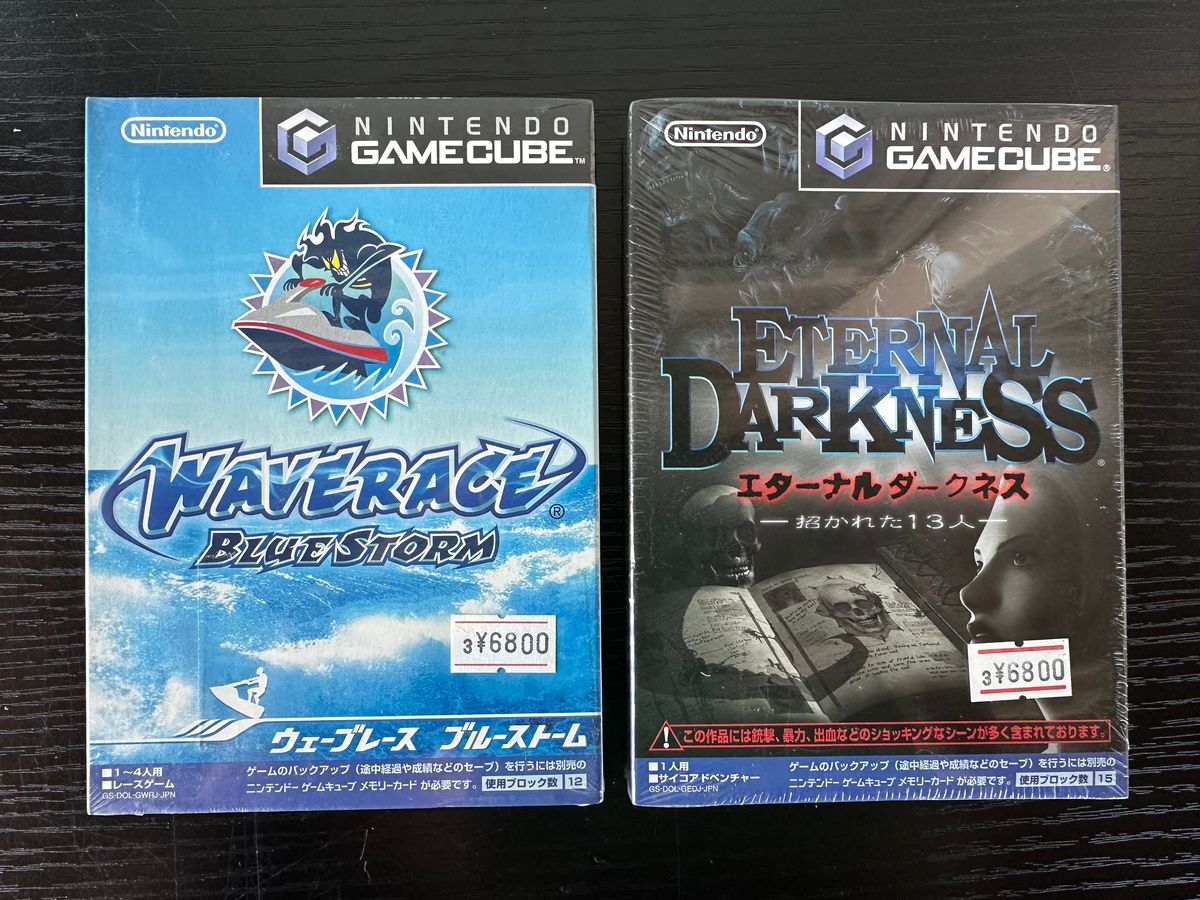 Nintendo®
NINTENDO
GAMECUBE™
WAVERACE®
BLUE STORM
3¥6800
ウェーブレース ブルーストーム
■1〜4人用
■レースゲーム
GS-DOL-GWRJ-JPN
ゲームのバックアップ（途中経過や成績などのセーブ）を行うには別売の
ニンテンドー ゲームキューブ メモリーカードが必要です。 使用ブロック数 12
Nintendo®
NINTENDO
GAMECUBE®
ETERNAL
DARKNESS®
エターナルダークネス
―招かれた13人―
3¥6800
この作品には銃撃、暴力、出血などのショッキングなシーンが多く含まれております。
■1人用
■サイコアドベンチャー
GS-DOL-GEDJ-JPN
ゲームのバックアップ（途中経過や成績などのセーブ）を行うには別売の
ニンテンドー ゲームキューブ メモリーカードが必要です。 使用ブロック数 15